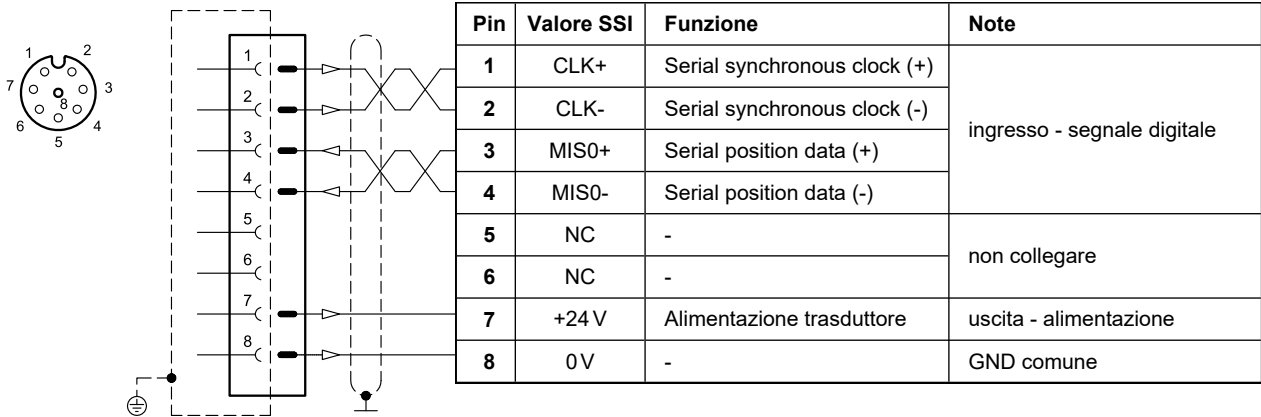 1 2
7 8 3
6 4
5
1
2
3
4
5
6
7
8
Pin Valore SSI Funzione Note
1 CLK+ Serial synchronous clock (+)
2 CLK- Serial synchronous clock (-)
ingresso - segnale digitale
3 MIS0+ Serial position data (+)
4 MIS0- Serial position data (-)
5 NC -
non collegare
6 NC -
7 +24 V Alimentazione trasduttore uscita - alimentazione
8 0 V - GND comune